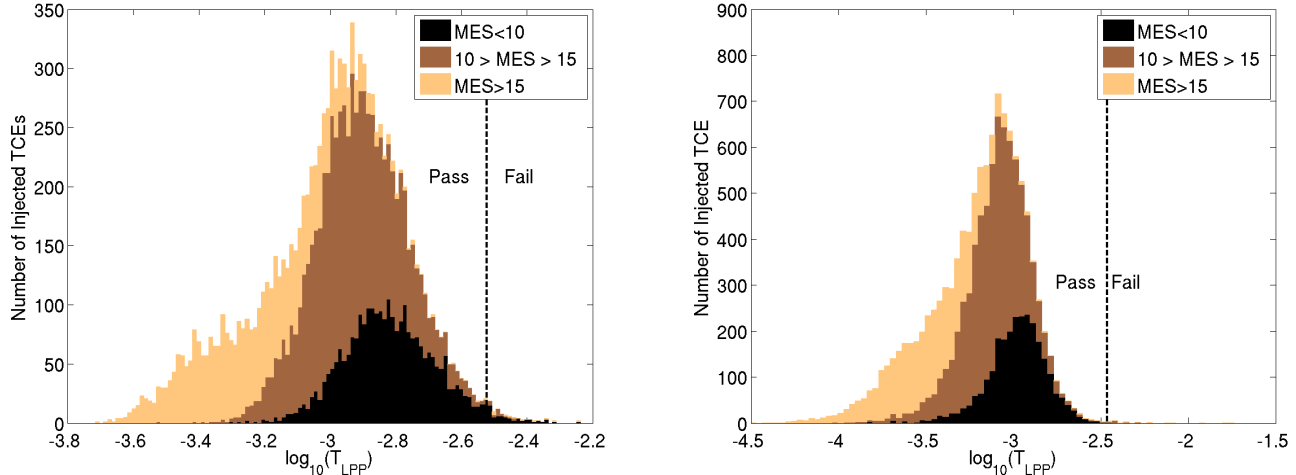 350
300
250
200
150
100
50
0
-3.8
-3.6
-3.4
-3.2
-3
-2.8
-2.6
-2.4
-2.2
Number of Injected TCEs
log10(TLPP)
MES<10
10 > MES > 15
MES>15
Pass
Fail
900
800
700
600
500
400
300
200
100
0
-4.5
-4
-3.5
-3
-2.5
-2
-1.5
Number of Injected TCE
log10(TLPP)
MES<10
10 > MES > 15
MES>15
Pass
Fail